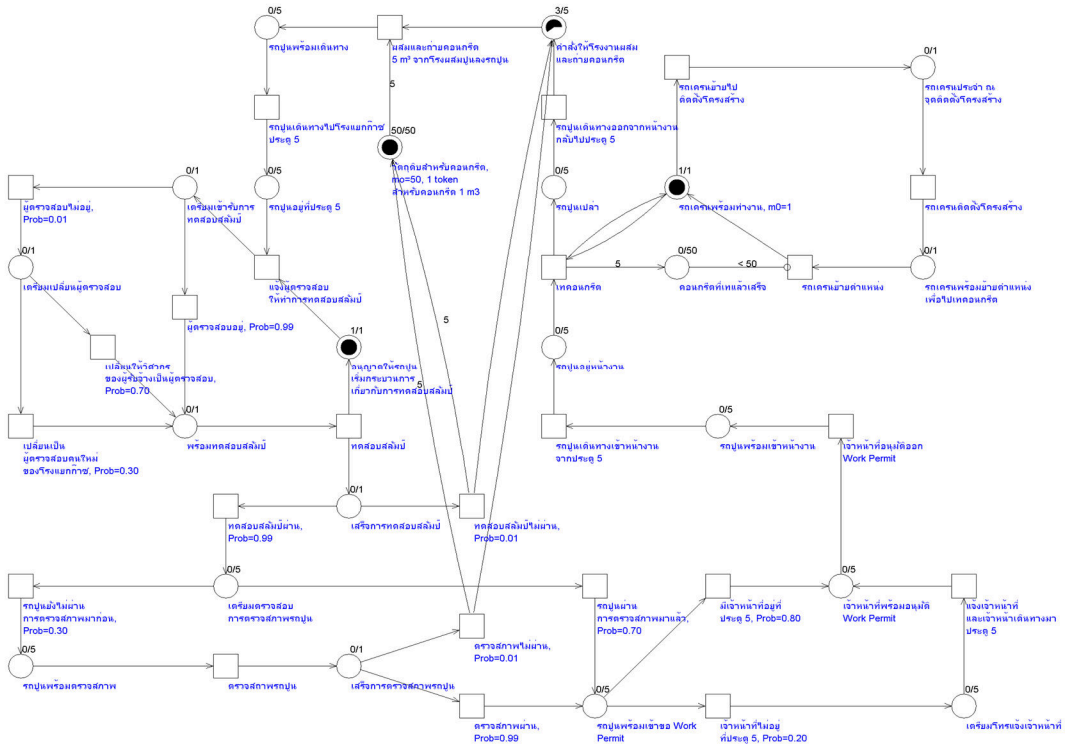 0/5
3/5
รถปูนพร้อมเดินทาง
ผสมและถ่ายคอนกรีต
5 m³ จากโรงผสมปูนลงรถปูน
คำสั่งให้โรงงานผสม
และถ่ายคอนกรีต
0/1
รถเครนย้ายไป
ติดตั้งโครงสร้าง
รถเครนประจำ ณ
จุดติดตั้งโครงสร้าง
5
รถปูนเดินทางไปโรงแยกก๊าซ
ประตู 5
50/50
รถปูนเดินทางออกจากหน้างาน
กลับไปประตู 5
วัตถุดิบสำหรับคอนกรีต,
mo=50, 1 token
สำหรับคอนกรีต 1 m3
0/1
0/5
0/5
1/1
ผู้ตรวจสอบไม่อยู่,
Prob=0.01
เตรียมเข้ารับการ
ทดสอบสลัมป์
รถปูนอยู่ที่ประตู 5
รถปูนเปล่า
รถเครนพร้อมทำงาน, m0=1
รถเครนติดตั้งโครงสร้าง
0/1
5
0/50
< 50
0/1
เตรียมเปลี่ยนผู้ตรวจสอบ
แจ้งผู้ตรวจสอบ
ให้ทำการทดสอบสลัมป์
เทคอนกรีต
คอนกรีตที่เทแล้วเสร็จ
รถเครนย้ายตำแหน่ง
รถเครนพร้อมย้ายตำแหน่ง
เพื่อไปเทคอนกรีต
ผู้ตรวจสอบอยู่, Prob=0.99
5
1/1
0/5
เปลี่ยนให้วิศวกร
ของผู้รับจ้างเป็นผู้ตรวจสอบ,
Prob=0.70
อนุญาตให้รถปูน
เริ่มกระบวนการ
เกี่ยวกับการทดสอบสลัมป์
5
รถปูนอยู่หน้างาน
0/1
0/5
เปลี่ยนเป็น
ผู้ตรวจสอบคนใหม่
ของโรงแยกก๊าซ, Prob=0.30
พร้อมทดสอบสลัมป์
ทดสอบสลัมป์
รถปูนเดินทางเข้าหน้างาน
จากประตู 5
รถปูนพร้อมเข้าหน้างาน
เจ้าหน้าที่อนุมัติออก
Work Permit
0/1
ทดสอบสลัมป์ผ่าน,
Prob=0.99
เสร็จการทดสอบสลัมป์
ทดสอบสลัมป์ไม่ผ่าน,
Prob=0.01
0/5
0/5
รถปูนยังไม่ผ่าน
การตรวจสภาพมาก่อน,
Prob=0.30
เตรียมตรวจสอบ
การตรวจสภาพรถปูน
รถปูนผ่าน
การตรวจสภาพมาแล้ว,
Prob=0.70
มีเจ้าหน้าที่อยู่ที่
ประตู 5, Prob=0.80
เจ้าหน้าที่พร้อมอนุมัติ
Work Permit
แจ้งเจ้าหน้าที่
และเจ้าหน้าเดินทางมา
ประตู 5
ตรวจสภาพไม่ผ่าน,
Prob=0.01
0/5
0/1
รถปูนพร้อมตรวจสภาพ
ตรวจสภาพรถปูน
เสร็จการตรวจสภาพรถปูน
0/5
0/5
ตรวจสภาพผ่าน,
Prob=0.99
รถปูนพร้อมเข้าขอ Work
Permit
เจ้าหน้าที่ไม่อยู่
ที่ประตู 5, Prob=0.20
เตรียมโทรแจ้งเจ้าหน้าที่